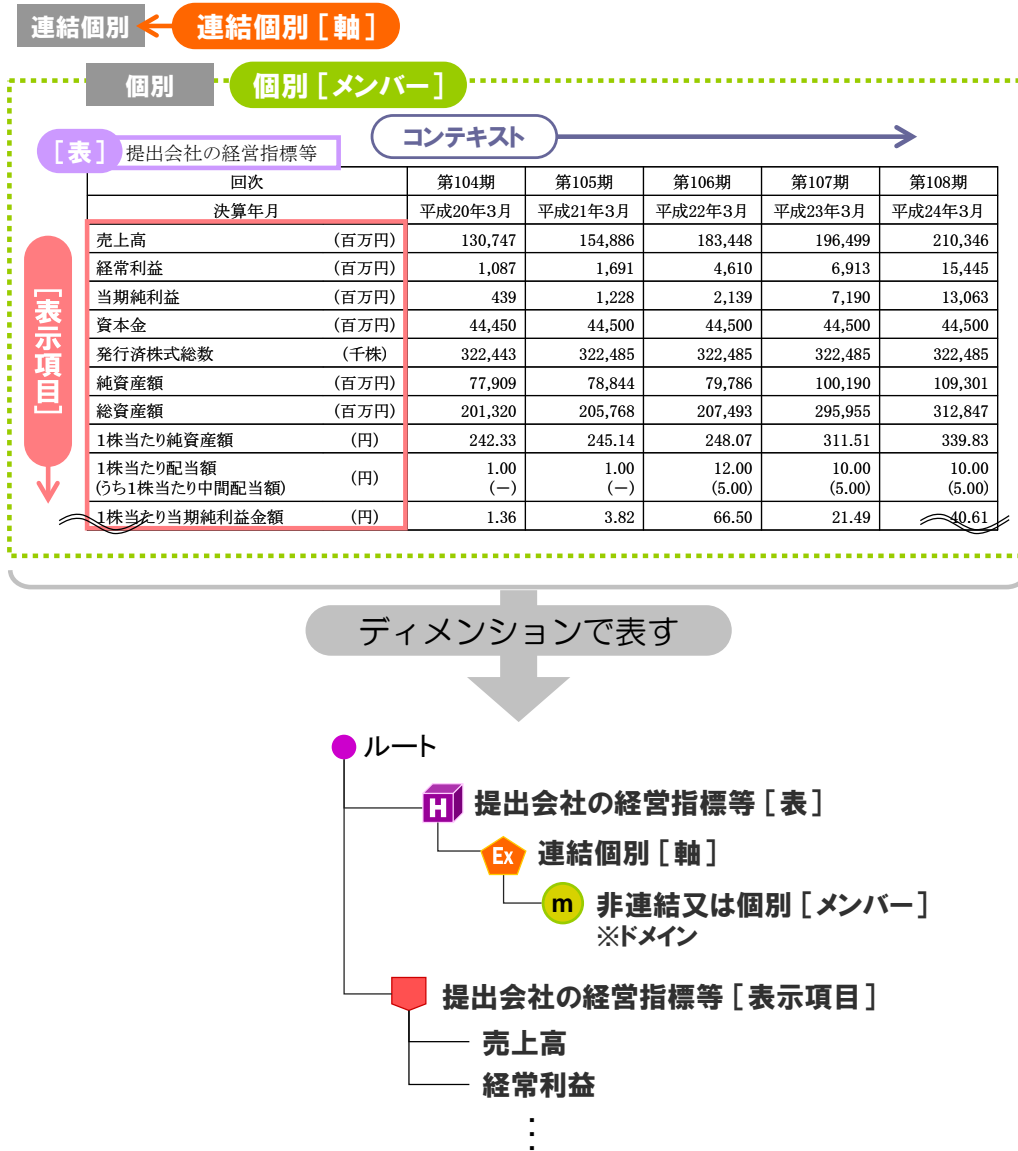 連結個別 連結個別［軸］
個別 個別［メンバー］
［表］ 提出会社の経営指標等 コンテキスト
回次 第104期 第105期 第106期 第107期 第108期
決算年月 平成20年3月 平成21年3月 平成22年3月 平成23年3月 平成24年3月
［表示項目］
売上高 (百万円) 130,747 154,886 183,448 196,499 210,346
経常利益 (百万円) 1,087 1,691 4,610 6,913 15,445
当期純利益 (百万円) 439 1,228 2,139 7,190 13,063
資本金 (百万円) 44,450 44,500 44,500 44,500 44,500
発行済株式総数 (千株) 322,443 322,485 322,485 322,485 322,485
純資産額 (百万円) 77,909 78,844 79,786 100,190 109,301
総資産額 (百万円) 201,320 205,768 207,493 295,955 312,847
1株当たり純資産額 (円) 242.33 245.14 248.07 311.51 339.83
1株当たり配当額 (円) 1.00 1.00 12.00 10.00 10.00
(うち1株当たり中間配当額) (－) (－) (5.00) (5.00) (5.00)
1株当たり当期純利益金額 (円) 1.36 3.82 66.50 21.49 40.61
ディメンションで表す
ルート
H 提出会社の経営指標等［表］
Ex 連結個別［軸］
m 非連結又は個別［メンバー］
※ドメイン
提出会社の経営指標等［表示項目］
売上高
経常利益
⋮